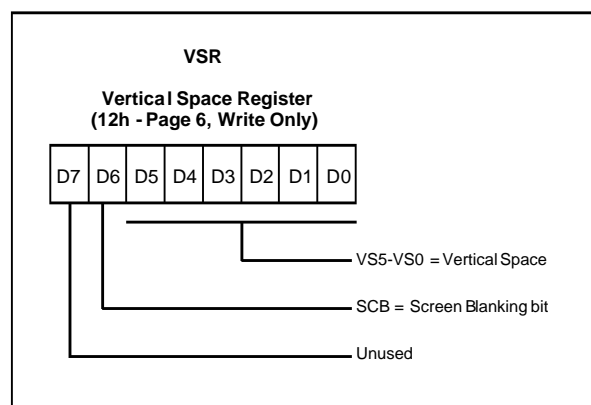 VSR
Vertical Space Register
(12h - Page 6, Write Only)
D7 D6 D5 D4 D3 D2 D1 D0
VS5-VS0 = Vertical Space
SCB = Screen Blanking bit
Unused